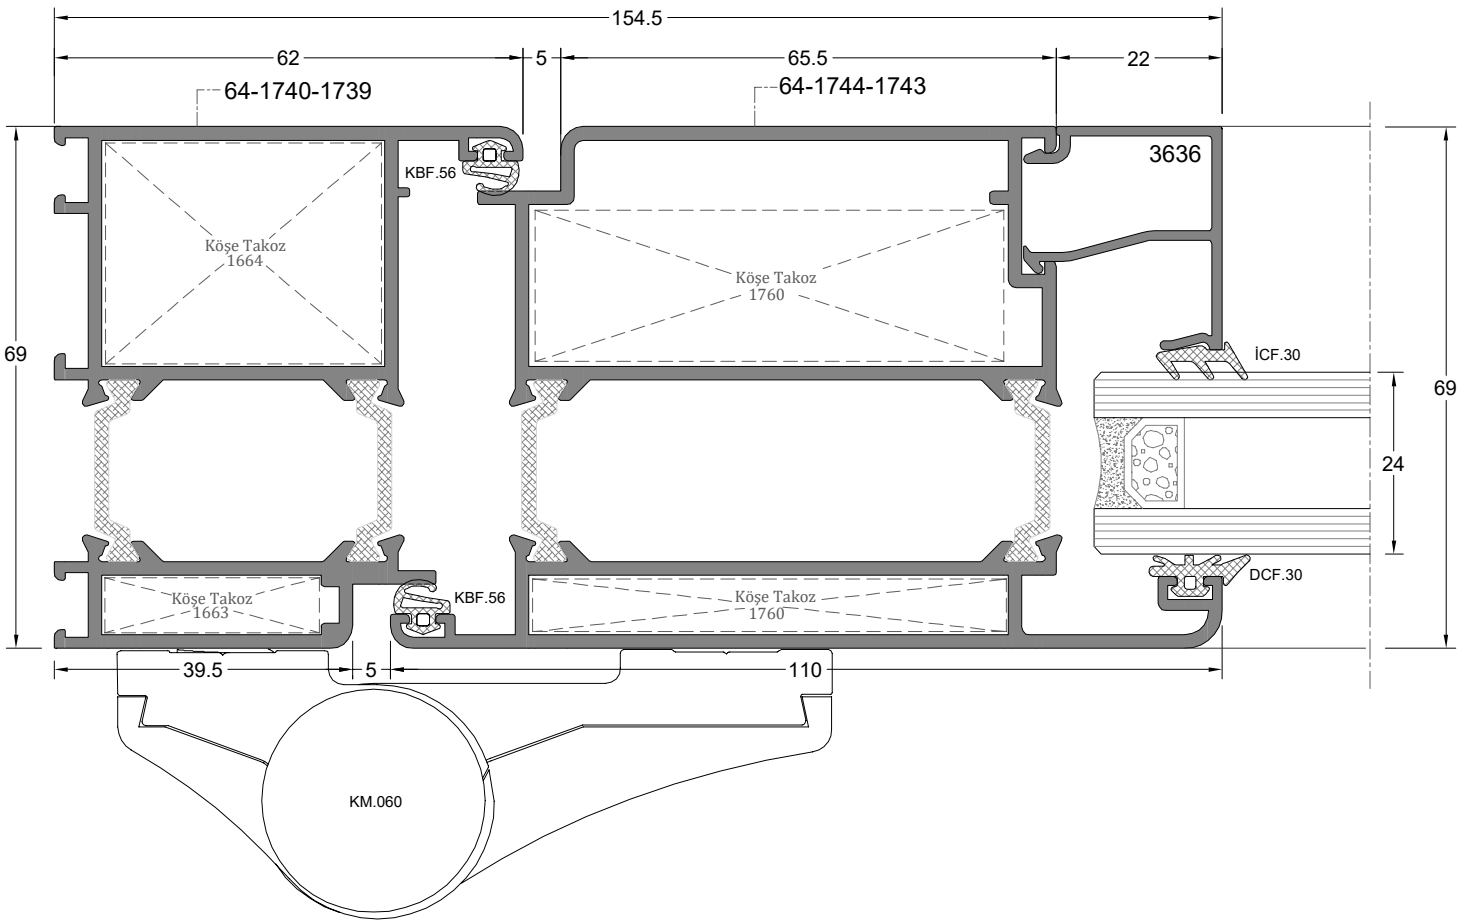 154.5
62
5
65.5
22
64-1740-1739
64-1744-1743
KBF.56
3636
Köşe Takoz
1664
Köşe Takoz
1760
69
İCF.30
69
24
DCF.30
Köşe Takoz
1663
KBF.56
Köşe Takoz
1760
39.5
5
110
KM.060